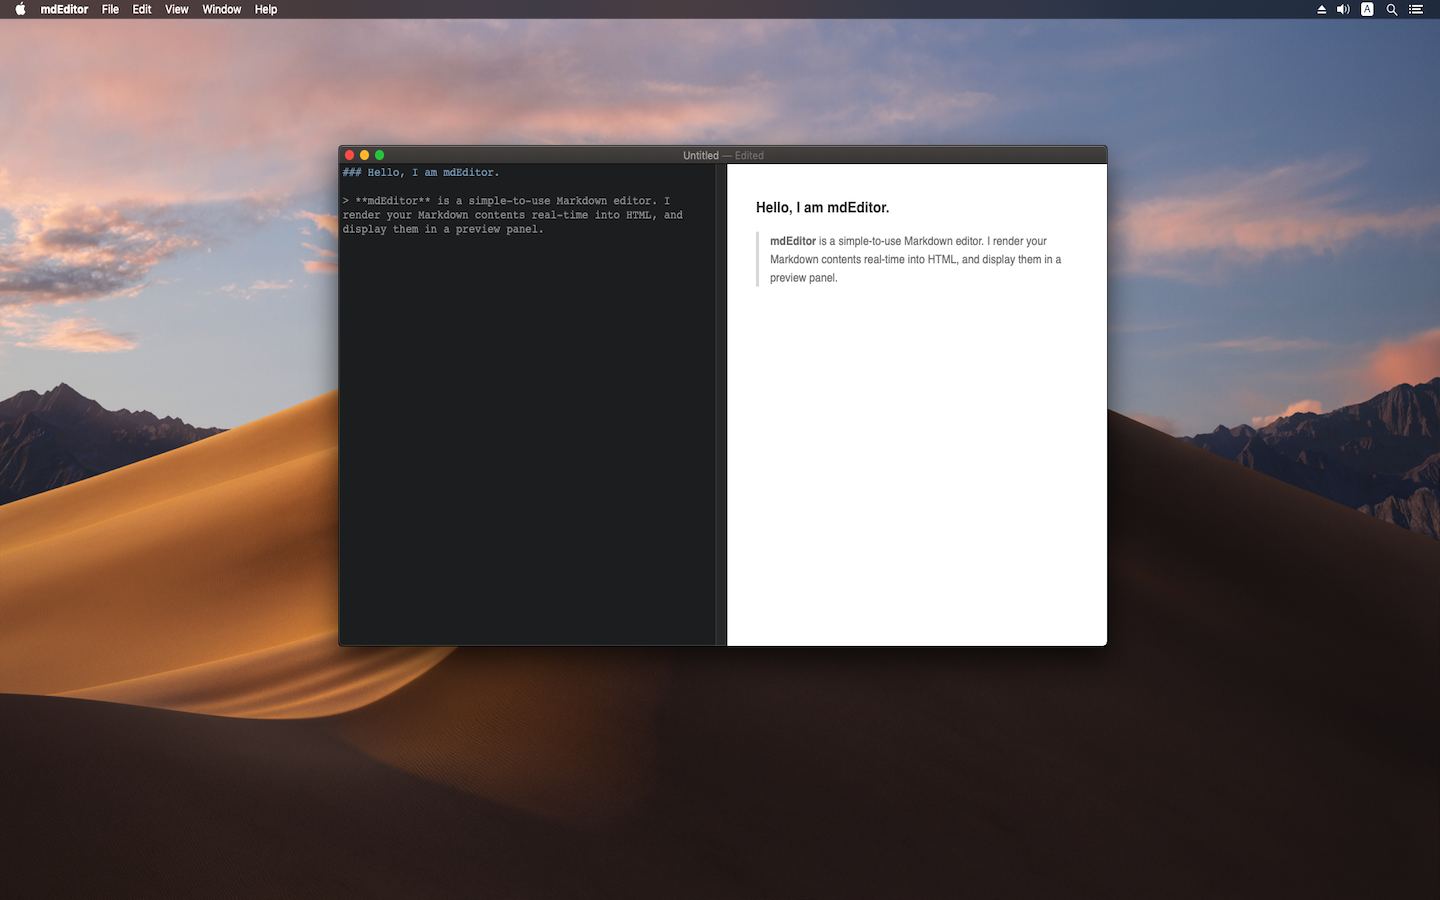 mdEditor File Edit View Window Help A
Untitled — Edited
### Hello, I am mdEditor.
> **mdEditor** is a simple-to-use Markdown editor. I
render your Markdown contents real-time into HTML, and
display them in a preview panel.
Hello, I am mdEditor.
mdEditor is a simple-to-use Markdown editor. I render your
Markdown contents real-time into HTML, and display them in a
preview panel.